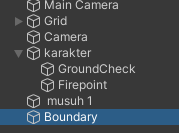 Main Camera
Grid
Camera
karakter
GroundCheck
Firepoint
musuh 1
Boundary